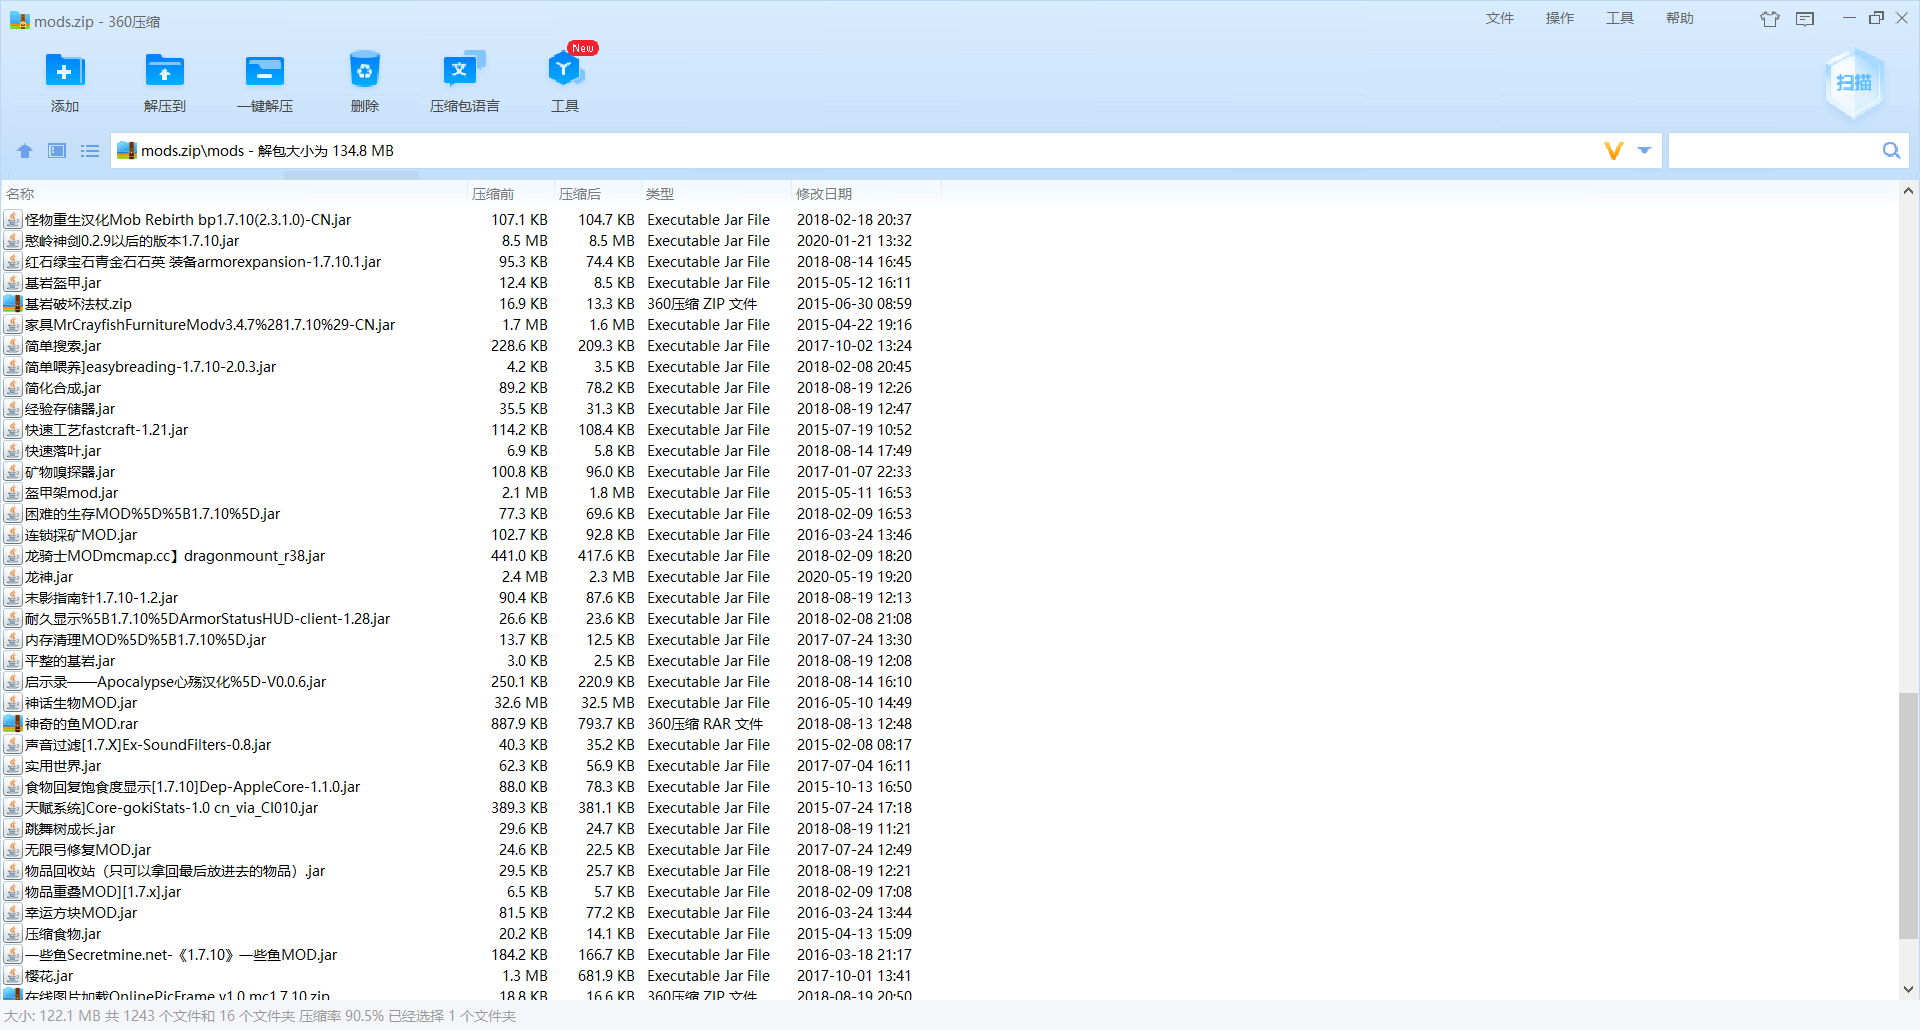 mods.zip - 360压缩
文件 操作 工具 帮助
New
添加 解压到 一键解压 删除 压缩包语言 工具
扫描
mods.zip\mods - 解包大小为 134.8 MB
名称 压缩前 压缩后 类型 修改日期
怪物重生汉化Mob Rebirth bp1.7.10(2.3.1.0)-CN.jar 107.1 KB 104.7 KB Executable Jar File 2018-02-18 20:37
憨岭神剑0.2.9以后的版本1.7.10.jar 8.5 MB 8.5 MB Executable Jar File 2020-01-21 13:32
红石绿宝石青金石石英 装备armorexpansion-1.7.10.1.jar 95.3 KB 74.4 KB Executable Jar File 2018-08-14 16:45
基岩盔甲.jar 12.4 KB 8.5 KB Executable Jar File 2015-05-12 16:11
基岩破坏法杖.zip 16.9 KB 13.3 KB 360压缩 ZIP 文件 2015-06-30 08:59
家具MrCrayfishFurnitureModv3.4.7%281.7.10%29-CN.jar 1.7 MB 1.6 MB Executable Jar File 2015-04-22 19:16
简单搜索.jar 228.6 KB 209.3 KB Executable Jar File 2017-10-02 13:24
简单喂养]easybreading-1.7.10-2.0.3.jar 4.2 KB 3.5 KB Executable Jar File 2018-02-08 20:45
简化合成.jar 89.2 KB 78.2 KB Executable Jar File 2018-08-19 12:26
经验存储器.jar 35.5 KB 31.3 KB Executable Jar File 2018-08-19 12:47
快速工艺fastcraft-1.21.jar 114.2 KB 108.4 KB Executable Jar File 2015-07-19 10:52
快速落叶.jar 6.9 KB 5.8 KB Executable Jar File 2018-08-14 17:49
矿物嗅探器.jar 100.8 KB 96.0 KB Executable Jar File 2017-01-07 22:33
盔甲架mod.jar 2.1 MB 1.8 MB Executable Jar File 2015-05-11 16:53
困难的生存MOD%5D%5B1.7.10%5D.jar 77.3 KB 69.6 KB Executable Jar File 2018-02-09 16:53
连锁採矿MOD.jar 102.7 KB 92.8 KB Executable Jar File 2016-03-24 13:46
龙骑士MODmcmap.cc】dragonmount_r38.jar 441.0 KB 417.6 KB Executable Jar File 2018-02-09 18:20
龙神.jar 2.4 MB 2.3 MB Executable Jar File 2020-05-19 19:20
末影指南针1.7.10-1.2.jar 90.4 KB 87.6 KB Executable Jar File 2018-08-19 12:13
耐久显示%5B1.7.10%5DArmorStatusHUD-client-1.28.jar 26.6 KB 23.6 KB Executable Jar File 2018-02-08 21:08
内存清理MOD%5D%5B1.7.10%5D.jar 13.7 KB 12.5 KB Executable Jar File 2017-07-24 13:30
平整的基岩.jar 3.0 KB 2.5 KB Executable Jar File 2018-08-19 12:08
启示录——Apocalypse心殇汉化%5D-V0.0.6.jar 250.1 KB 220.9 KB Executable Jar File 2018-08-14 16:10
神话生物MOD.jar 32.6 MB 32.5 MB Executable Jar File 2016-05-10 14:49
神奇的鱼MOD.rar 887.9 KB 793.7 KB 360压缩 RAR 文件 2018-08-13 12:48
声音过滤[1.7.X]Ex-SoundFilters-0.8.jar 40.3 KB 35.2 KB Executable Jar File 2015-02-08 08:17
实用世界.jar 62.3 KB 56.9 KB Executable Jar File 2017-07-04 16:11
食物回复饱食度显示[1.7.10]Dep-AppleCore-1.1.0.jar 88.0 KB 78.3 KB Executable Jar File 2015-10-13 16:50
天赋系统]Core-gokiStats-1.0 cn_via_CI010.jar 389.3 KB 381.1 KB Executable Jar File 2015-07-24 17:18
跳舞树成长.jar 29.6 KB 24.7 KB Executable Jar File 2018-08-19 11:21
无限弓修复MOD.jar 24.6 KB 22.5 KB Executable Jar File 2017-07-24 12:49
物品回收站（只可以拿回最后放进去的物品）.jar 29.5 KB 25.7 KB Executable Jar File 2018-08-19 12:21
物品重叠MOD][1.7.x].jar 6.5 KB 5.7 KB Executable Jar File 2018-02-09 17:08
幸运方块MOD.jar 81.5 KB 77.2 KB Executable Jar File 2016-03-24 13:44
压缩食物.jar 20.2 KB 14.1 KB Executable Jar File 2015-04-13 15:09
一些鱼Secretmine.net-《1.7.10》一些鱼MOD.jar 184.2 KB 166.7 KB Executable Jar File 2016-03-18 21:17
樱花.jar 1.3 MB 681.9 KB Executable Jar File 2017-10-01 13:41
在线图片加载OnlinePicFrame v1.0 mc1.7.10.zip 18.8 KB 16.6 KB 360压缩 ZIP 文件 2018-08-19 20:50
大小: 122.1 MB 共 1243 个文件和 16 个文件夹 压缩率 90.5% 已经选择 1 个文件夹